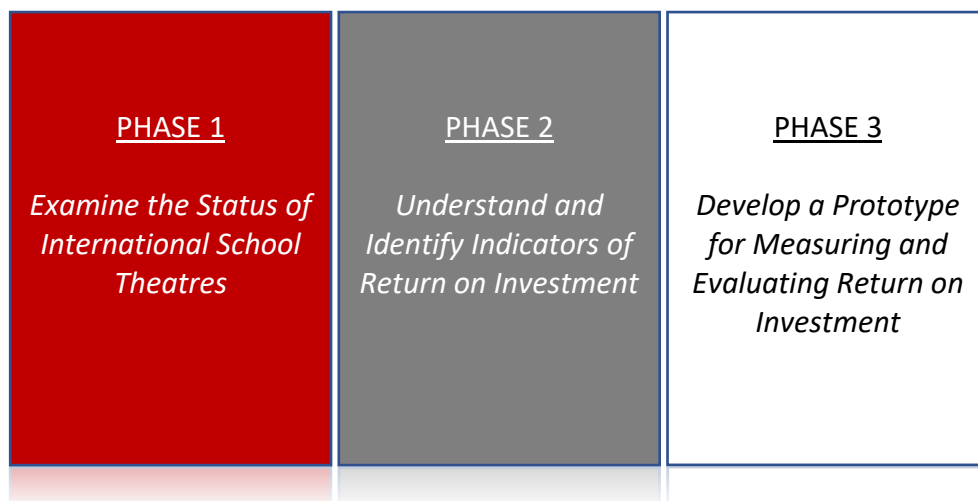 PHASE 1
Examine the Status of
International School
Theatres
PHASE 2
Understand and
Identify Indicators of
Return on Investment
PHASE 3
Develop a Prototype
for Measuring and
Evaluating Return on
Investment